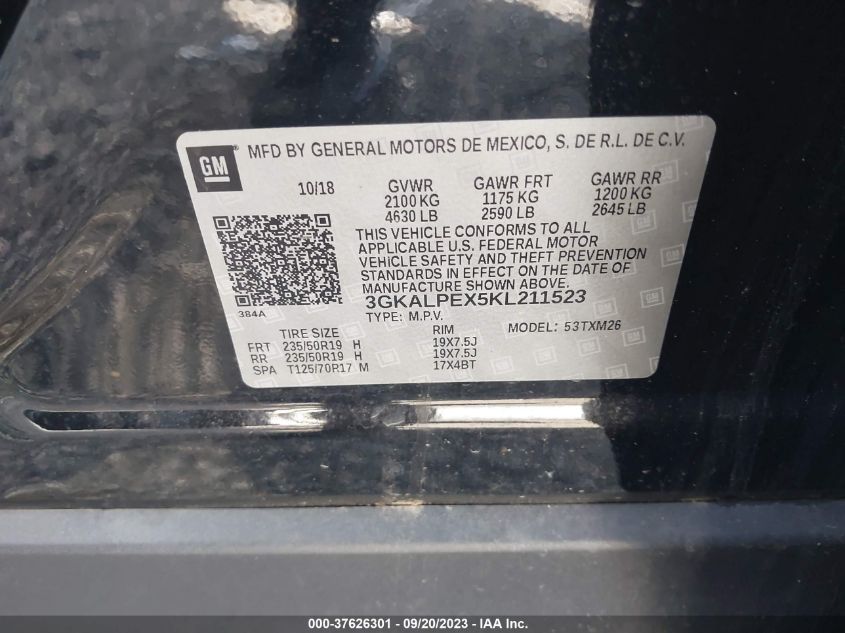 GM ® MFD BY GENERAL MOTORS DE MEXICO, S. DE R.L. DE C.V.
10/18 GVWR GAWR FRT GAWR RR
2100 KG 1175 KG 1200 KG
4630 LB 2590 LB 2645 LB
THIS VEHICLE CONFORMS TO ALL
APPLICABLE U.S. FEDERAL MOTOR
VEHICLE SAFETY AND THEFT PREVENTION
STANDARDS IN EFFECT ON THE DATE OF
MANUFACTURE SHOWN ABOVE.
384A
3GKALPEX5KL211523
TYPE: M.P.V. MODEL: 53TXM26
TIRE SIZE RIM
FRT 235/50R19 H 19X7.5J
RR 235/50R19 H 19X7.5J
SPA T125/70R17 M 17X4BT
000-37626301 - 09/20/2023 - IAA Inc.